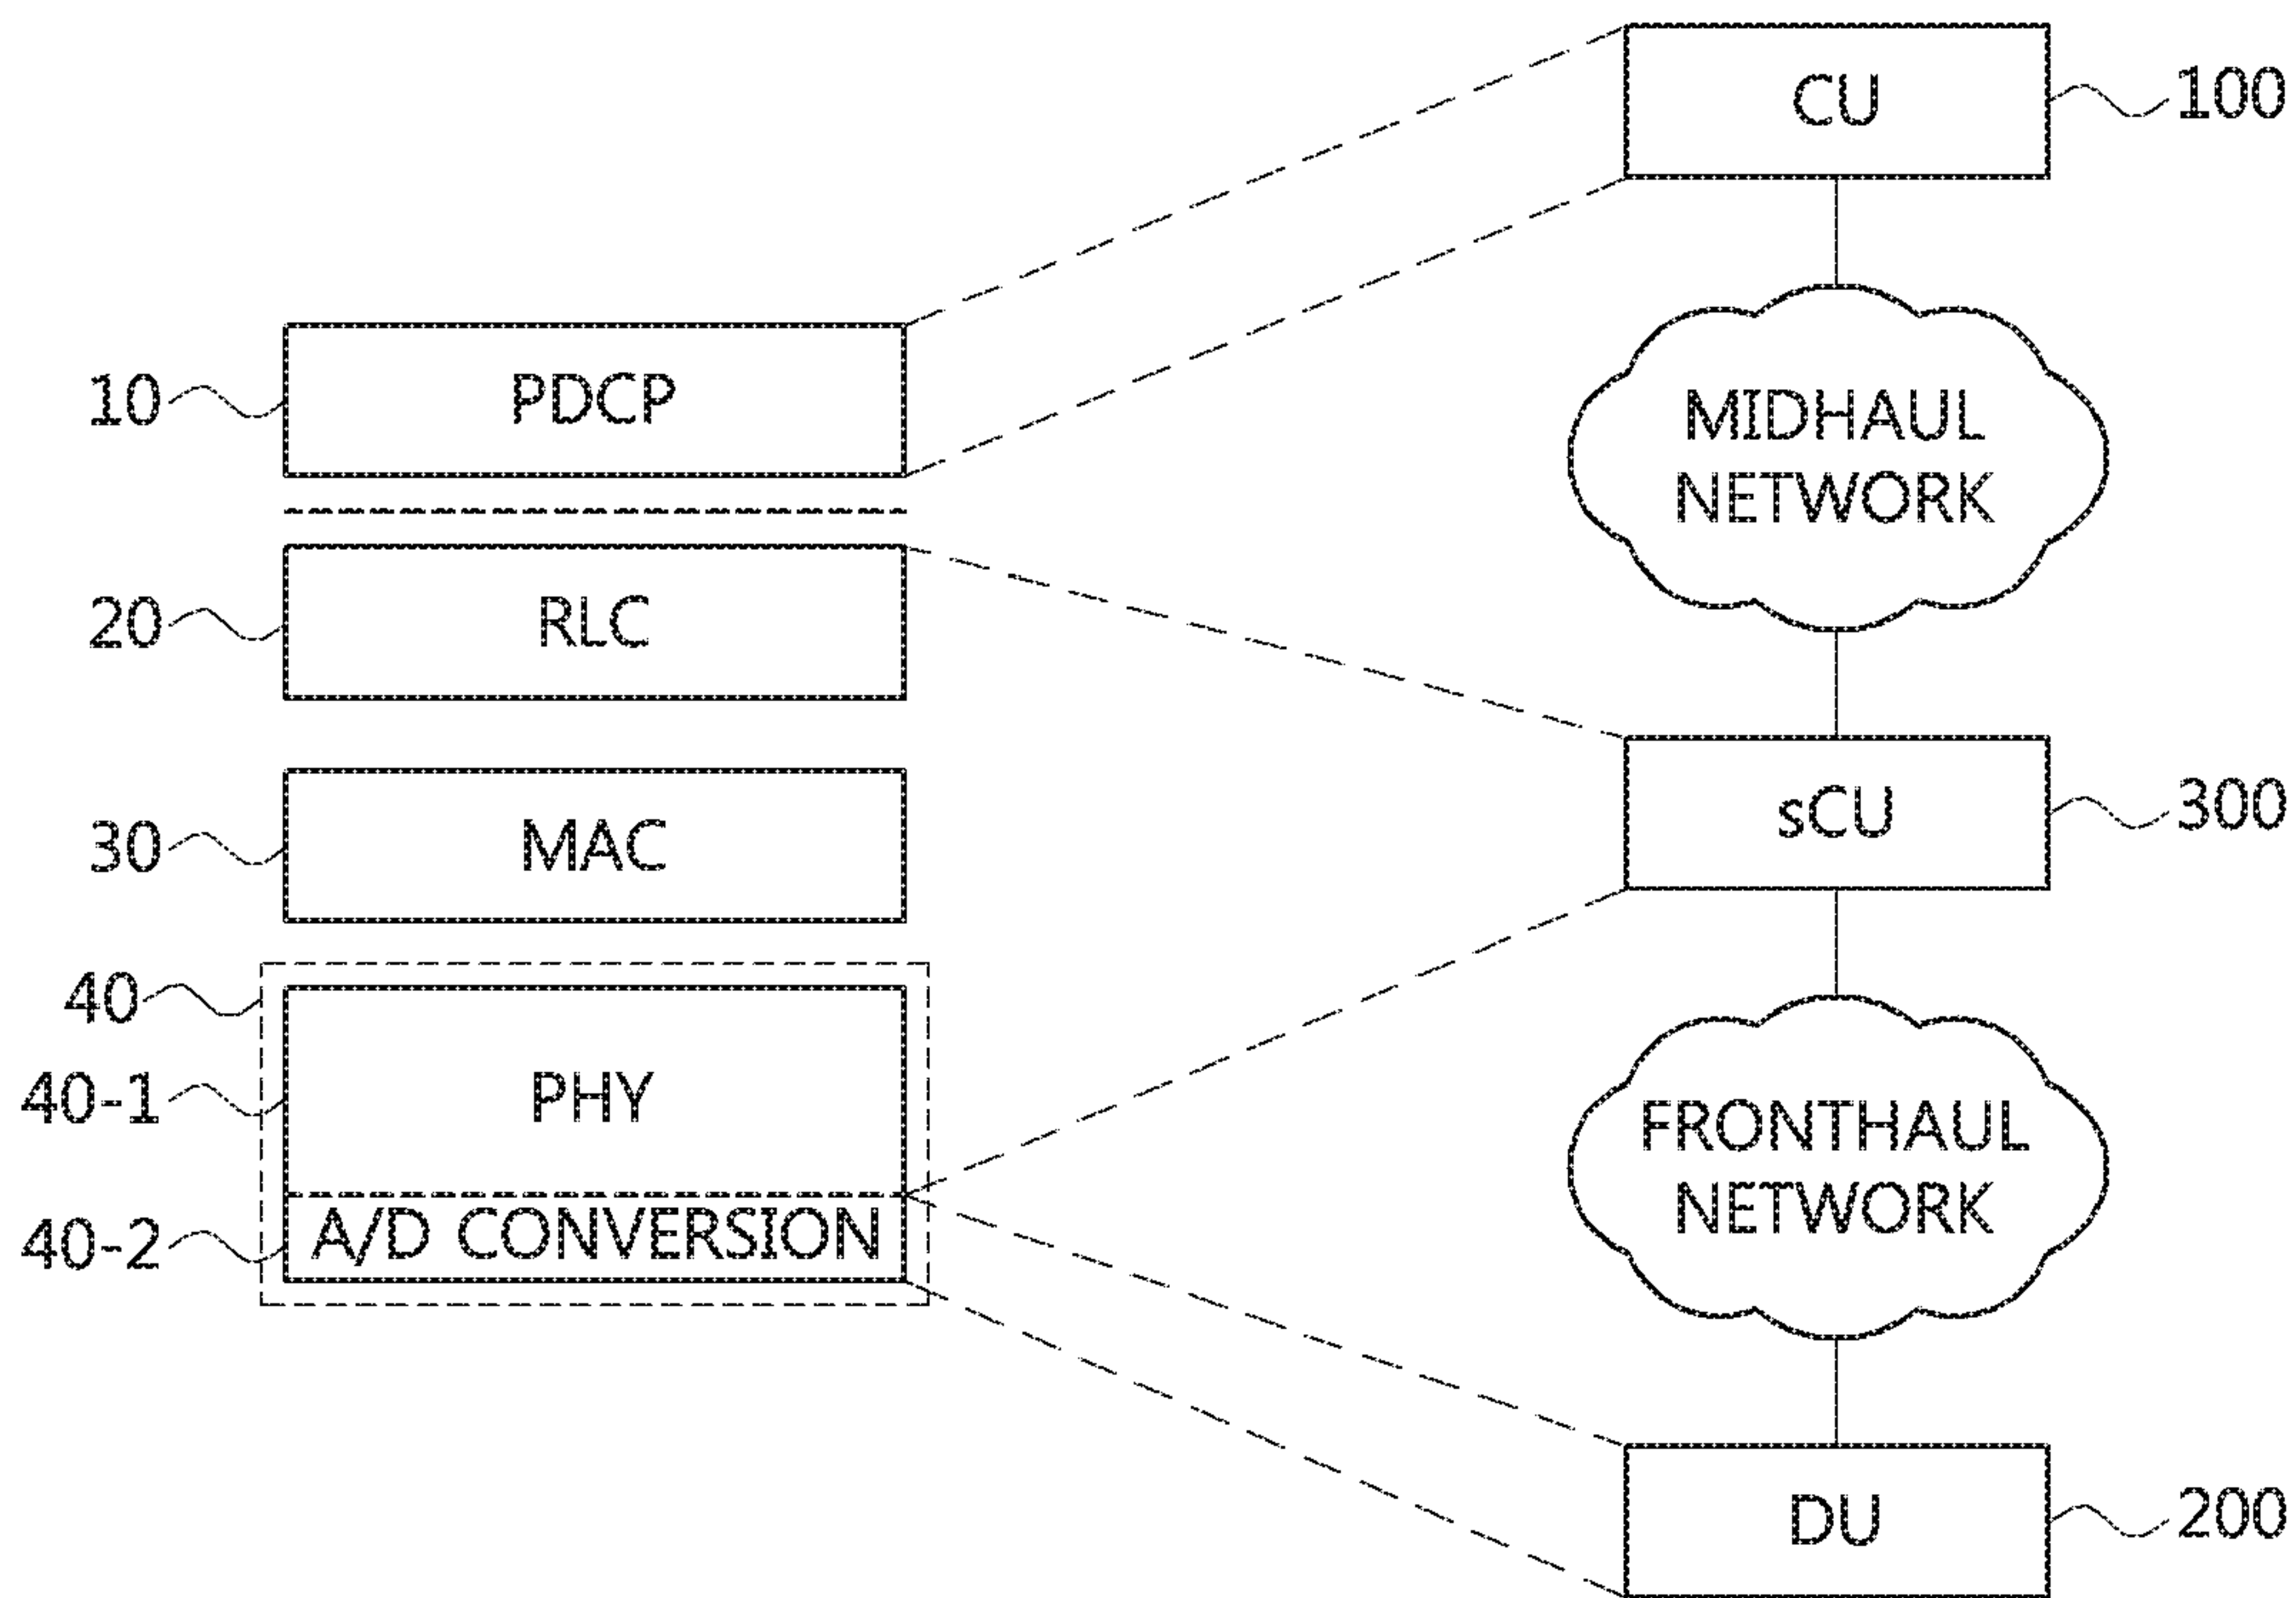 CU
100
10
PDCP
MIDHAUL
NETWORK
20
RLC
sCU
300
30
MAC
40
40-1
PHY
FRONTHAUL
NETWORK
40-2
A/D CONVERSION
DU
200